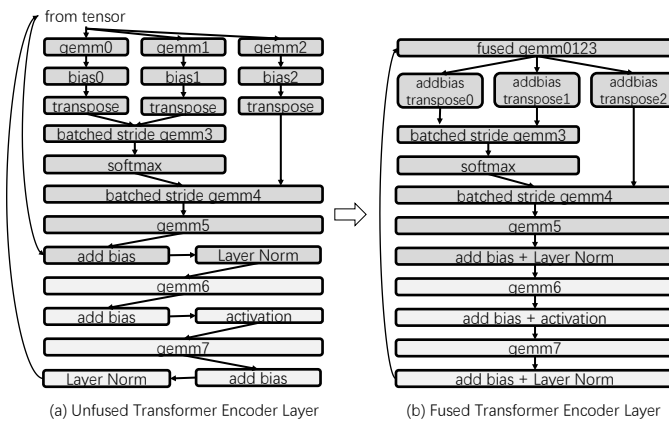 from tensor
gemm0 gemm1 gemm2
bias0 bias1 bias2
transpose transpose transpose
batched stride gemm3
softmax
batched stride gemm4
gemm5
add bias Layer Norm
gemm6
add bias activation
gemm7
Layer Norm add bias
(a) Unfused Transformer Encoder Layer
fused gemm0123
addbias addbias addbias
transpose0 transpose1 transpose2
batched stride gemm3
softmax
batched stride gemm4
gemm5
add bias + Layer Norm
gemm6
add bias + activation
gemm7
add bias + Layer Norm
(b) Fused Transformer Encoder Layer